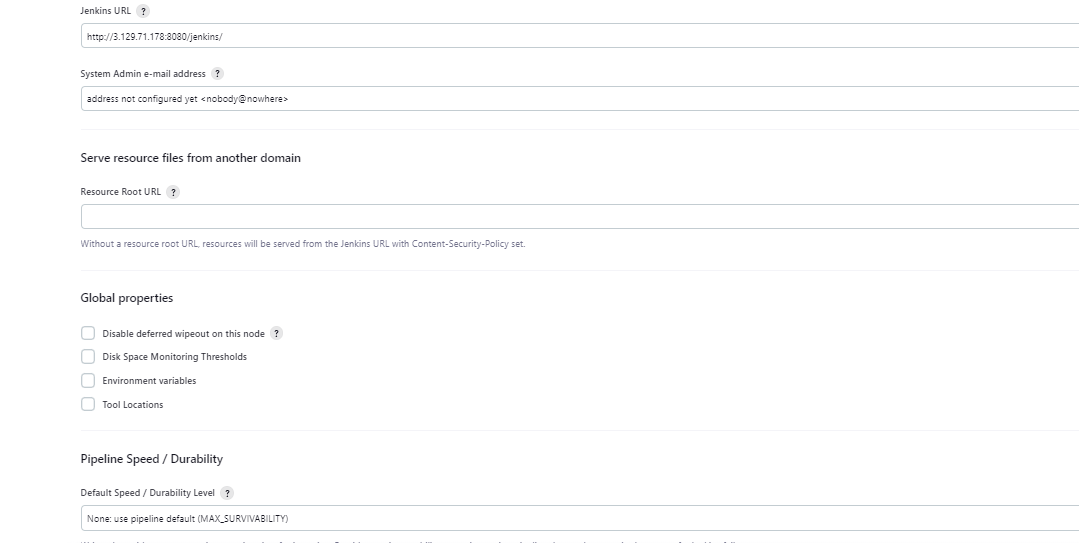 Jenkins URL ?
http://3.129.71.178:8080/jenkins/
System Admin e-mail address ?
address not configured yet <nobody@nowhere>
Serve resource files from another domain
Resource Root URL ?
Without a resource root URL, resources will be served from the Jenkins URL with Content-Security-Policy set.
Global properties
Disable deferred wipeout on this node ?
Disk Space Monitoring Thresholds
Environment variables
Tool Locations
Pipeline Speed / Durability
Default Speed / Durability Level ?
None: use pipeline default (MAX_SURVIVABILITY)